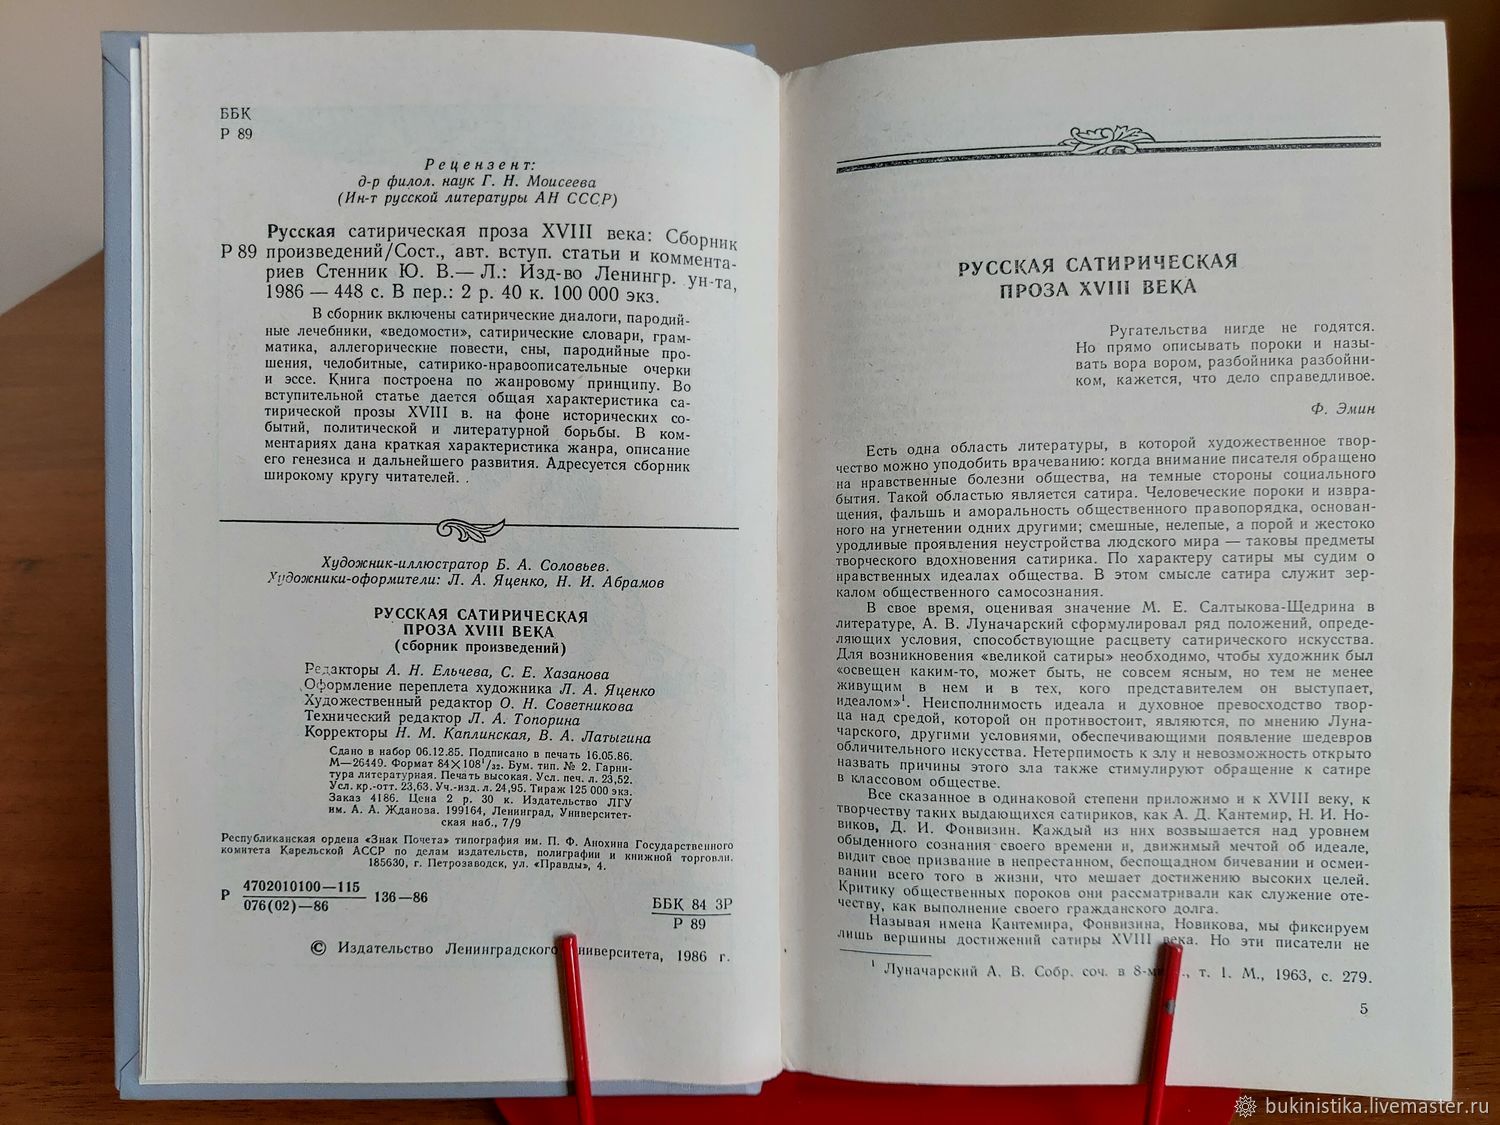 ББК
Р 89
Рецензент:
д-р филол. наук Г. Н. Моисеева
(Ин-т русской литературы АН СССР)
Русская сатирическая проза XVIII века: Сборник
Р 89 произведений/Сост., авт. вступ. статьи и коммента-
риев Стенник Ю. В.— Л.: Изд-во Ленингр. ун-та,
1986 — 448 с. В пер.: 2 р. 40 к. 100 000 экз.
В сборник включены сатирические диалоги, пародий-
ные лечебники, «ведомости», сатирические словари, грам-
матика, аллегорические повести, сны, пародийные про-
шения, челобитные, сатирико-нравоописательные очерки
и эссе. Книга построена по жанровому принципу. Во
вступительной статье дается общая характеристика са-
тирической прозы XVIII в. на фоне исторических со-
бытий, политической и литературной борьбы. В ком-
ментариях дана краткая характеристика жанра, описание
его генезиса и дальнейшего развития. Адресуется сборник
широкому кругу читателей.
Художник-иллюстратор Б. А. Соловьев.
Художники-оформители: Л. А. Яценко, Н. И. Абрамов
РУССКАЯ САТИРИЧЕСКАЯ
ПРОЗА XVIII ВЕКА
(сборник произведений)
Редакторы А. Н. Ельчева, С. Е. Хазанова
Оформление переплета художника Л. А. Яценко
Художественный редактор О. Н. Советникова
Технический редактор Л. А. Топорина
Корректоры Н. М. Каплинская, В. А. Латыгина
Сдано в набор 06.12.85. Подписано в печать 16.05.86.
М—26449. Формат 84×108¹/₃₂. Бум. тип. № 2. Гарни-
тура литературная. Печать высокая. Усл. печ. л. 23,52.
Усл. кр.-отт. 23,63. Уч.-изд. л. 24,95. Тираж 125 000 экз.
Заказ 4186. Цена 2 р. 30 к. Издательство ЛГУ
им. А. А. Жданова. 199164, Ленинград, Университет-
ская наб., 7/9
Республиканская ордена «Знак Почета» типография им. П. Ф. Анохина Государственного
комитета Карельской АССР по делам издательств, полиграфии и книжной торговли.
185630, г. Петрозаводск, ул. «Правды», 4.
Р 4702010100—115 136—86
076(02)—86
ББК 84 3Р
Р 89
© Издательство Ленинградского университета, 1986 г.
РУССКАЯ САТИРИЧЕСКАЯ
ПРОЗА XVIII ВЕКА
Ругательства нигде не годятся.
Но прямо описывать пороки и назы-
вать вора вором, разбойника разбойни-
ком, кажется, что дело справедливое.
Ф. Эмин
Есть одна область литературы, в которой художественное твор-
чество можно уподобить врачеванию: когда внимание писателя обращено
на нравственные болезни общества, на темные стороны социального
бытия. Такой областью является сатира. Человеческие пороки и извра-
щения, фальшь и аморальность общественного правопорядка, основан-
ного на угнетении одних другими; смешные, нелепые, а порой и жестоко
уродливые проявления неустройства людского мира — таковы предметы
творческого вдохновения сатирика. По характеру сатиры мы судим о
нравственных идеалах общества. В этом смысле сатира служит зер-
калом общественного самосознания.
В свое время, оценивая значение М. Е. Салтыкова-Щедрина в
литературе, А. В. Луначарский сформулировал ряд положений, опреде-
ляющих условия, способствующие расцвету сатирического искусства.
Для возникновения «великой сатиры» необходимо, чтобы художник был
«освещен каким-то, может быть, не совсем ясным, но тем не менее
живущим в нем и в тех, кого представителем он выступает,
идеалом»¹. Неисполнимость идеала и духовное превосходство твор-
ца над средой, которой он противостоит, являются, по мнению Луна-
чарского, другими условиями, обеспечивающими появление шедевров
обличительного искусства. Нетерпимость к злу и невозможность открыто
назвать причины этого зла также стимулируют обращение к сатире
в классовом обществе.
Все сказанное в одинаковой степени приложимо и к XVIII веку, к
творчеству таких выдающихся сатириков, как А. Д. Кантемир, Н. И. Но-
виков, Д. И. Фонвизин. Каждый из них возвышается над уровнем
обыденного сознания своего времени и, движимый мечтой об идеале,
видит свое призвание в непрестанном, беспощадном бичевании и осмеи-
вании всего того в жизни, что мешает достижению высоких целей.
Критику общественных пороков они рассматривали как служение оте-
честву, как выполнение своего гражданского долга.
Называя имена Кантемира, Фонвизина, Новикова, мы фиксируем
лишь вершины достижений сатиры XVIII века. Но эти писатели не
¹ Луначарский А. В. Собр. соч. в 8-ми т., т. 1. М., 1963, с. 279.
5
bukinistika.livemaster.ru